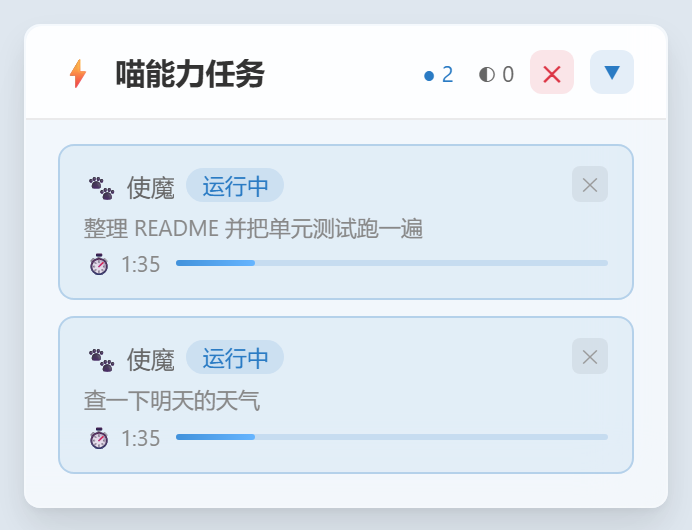 喵能力任务 ● 2 ◐ 0
使魔 运行中
整理 README 并把单元测试跑一遍
1:35
使魔 运行中
查一下明天的天气
1:35